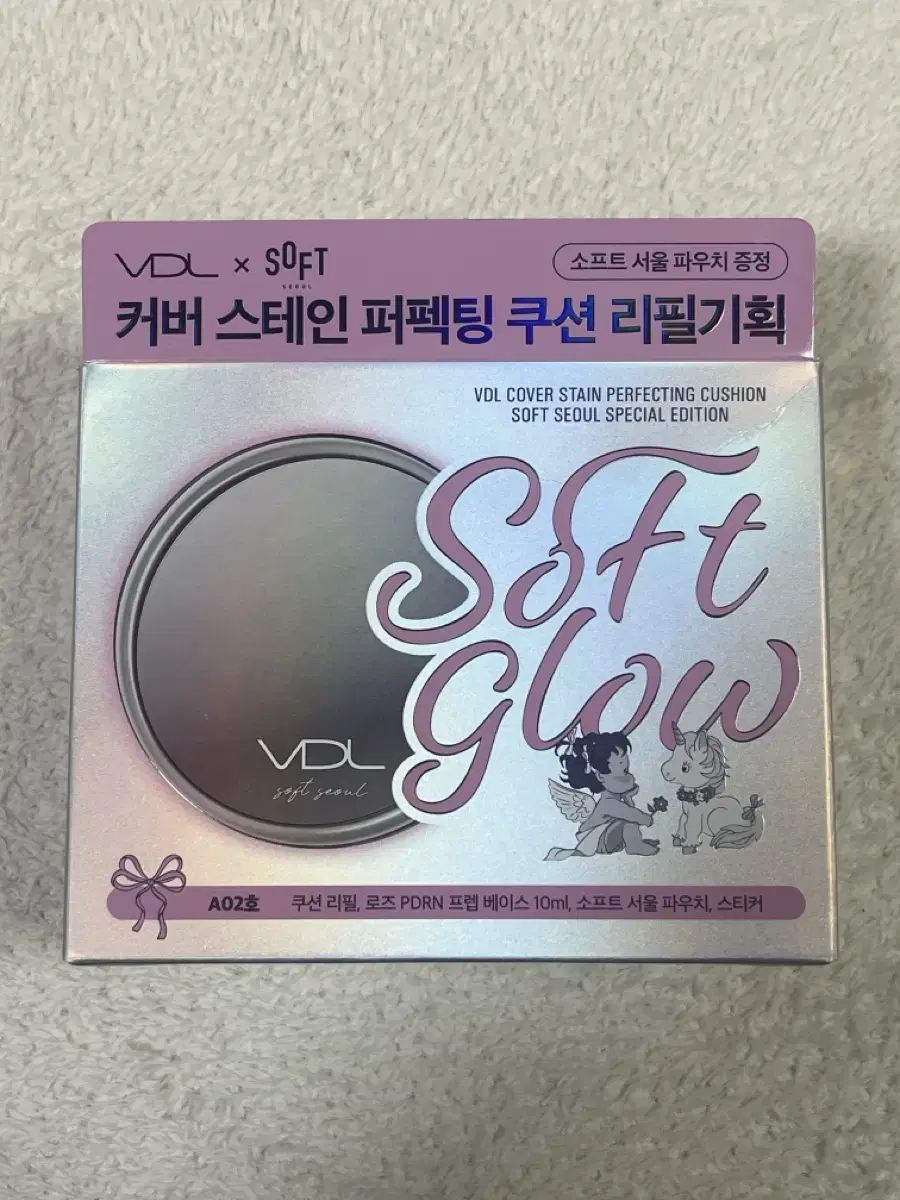 VDL × SOFT
SEOUL
소프트 서울 파우치 증정
커버 스테인 퍼펙팅 쿠션 리필기획
VDL COVER STAIN PERFECTING CUSHION
SOFT SEOUL SPECIAL EDITION
Soft
Glow
VDL
soft seoul
A02호 쿠션 리필, 로즈 PDRN 프렙 베이스 10ml, 소프트 서울 파우치, 스티커